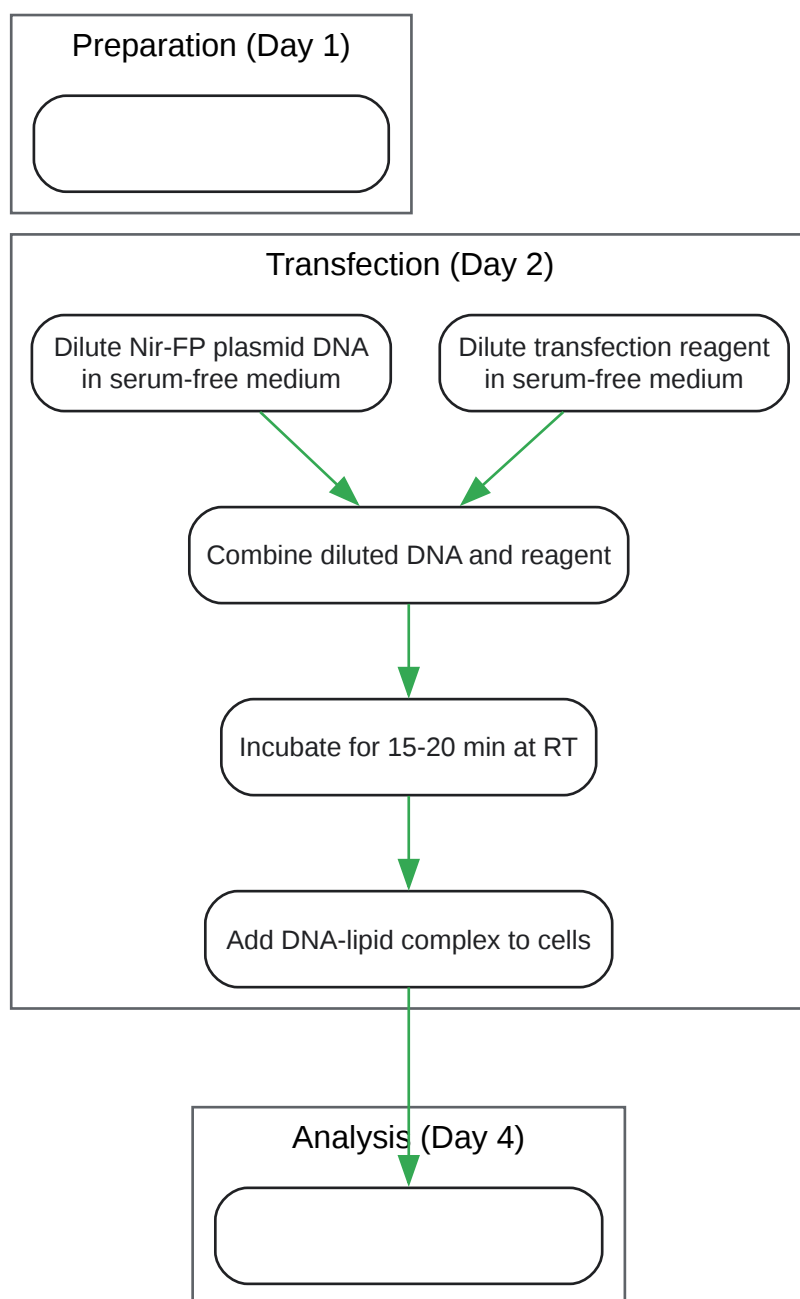 Preparation (Day 1)
Transfection (Day 2)
Dilute Nir-FP plasmid DNA
in serum-free medium
Dilute transfection reagent
in serum-free medium
Combine diluted DNA and reagent
Incubate for 15-20 min at RT
Add DNA-lipid complex to cells
Analysis (Day 4)